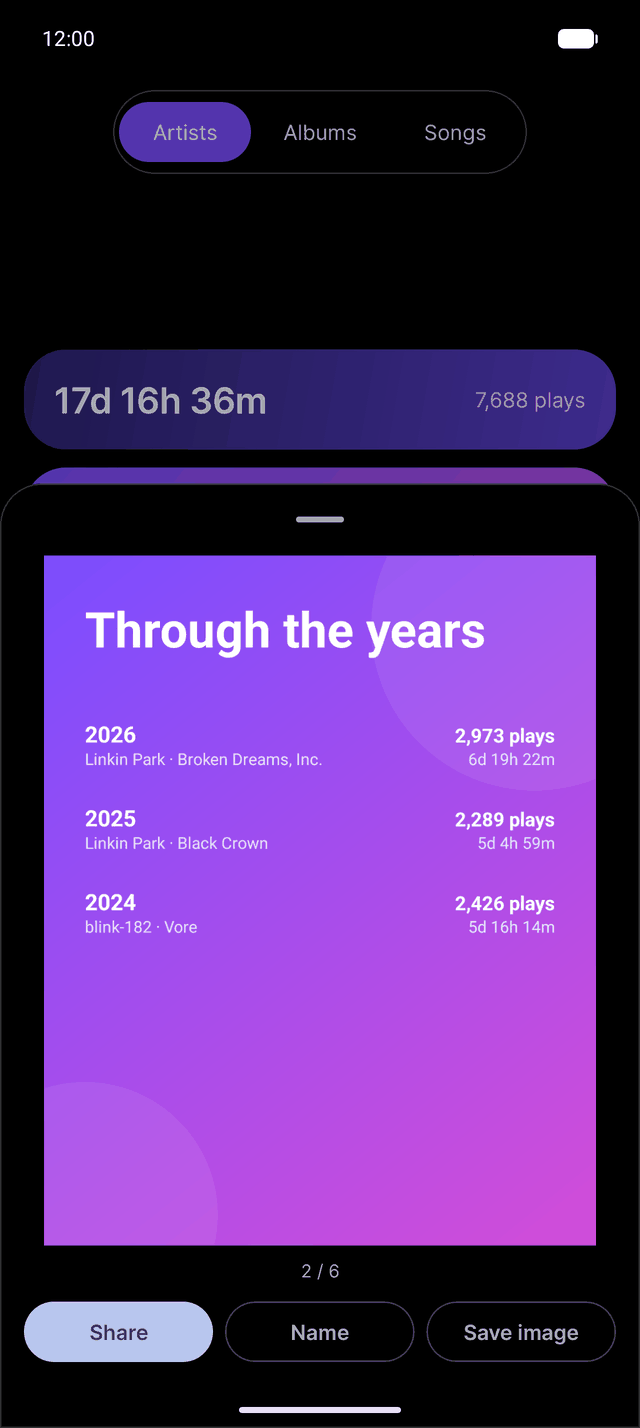 12:00
Artists
Albums
Songs
17d 16h 36m
7,688 plays
Through the years
2026
2,973 plays
Linkin Park · Broken Dreams, Inc.
6d 19h 22m
2025
2,289 plays
Linkin Park · Black Crown
5d 4h 59m
2024
2,426 plays
blink-182 · Vore
5d 16h 14m
2 / 6
Share
Name
Save image